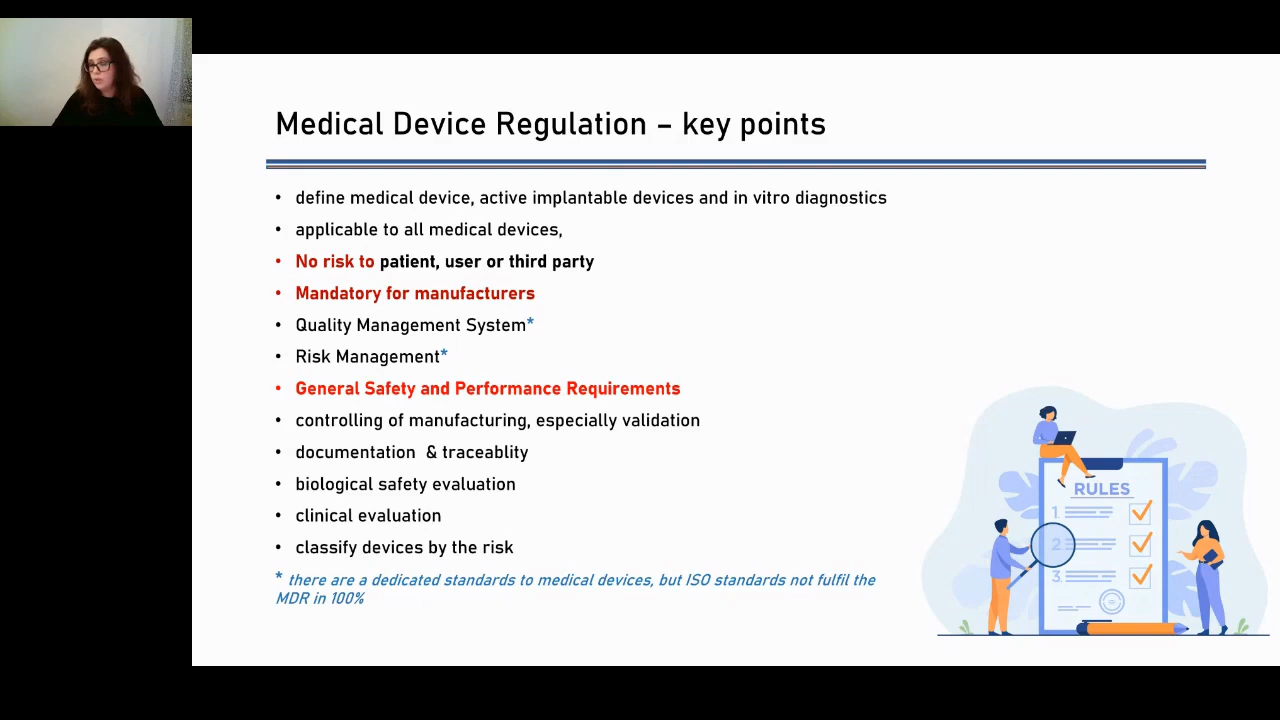 Medical Device Regulation – key points
• define medical device, active implantable devices and in vitro diagnostics
• applicable to all medical devices,
• No risk to patient, user or third party
• Mandatory for manufacturers
• Quality Management System*
• Risk Management*
• General Safety and Performance Requirements
• controlling of manufacturing, especially validation
• documentation & traceablity
• biological safety evaluation
• clinical evaluation
• classify devices by the risk
* there are a dedicated standards to medical devices, but ISO standards not fulfil the
MDR in 100%
RULES
1.
2.
3.